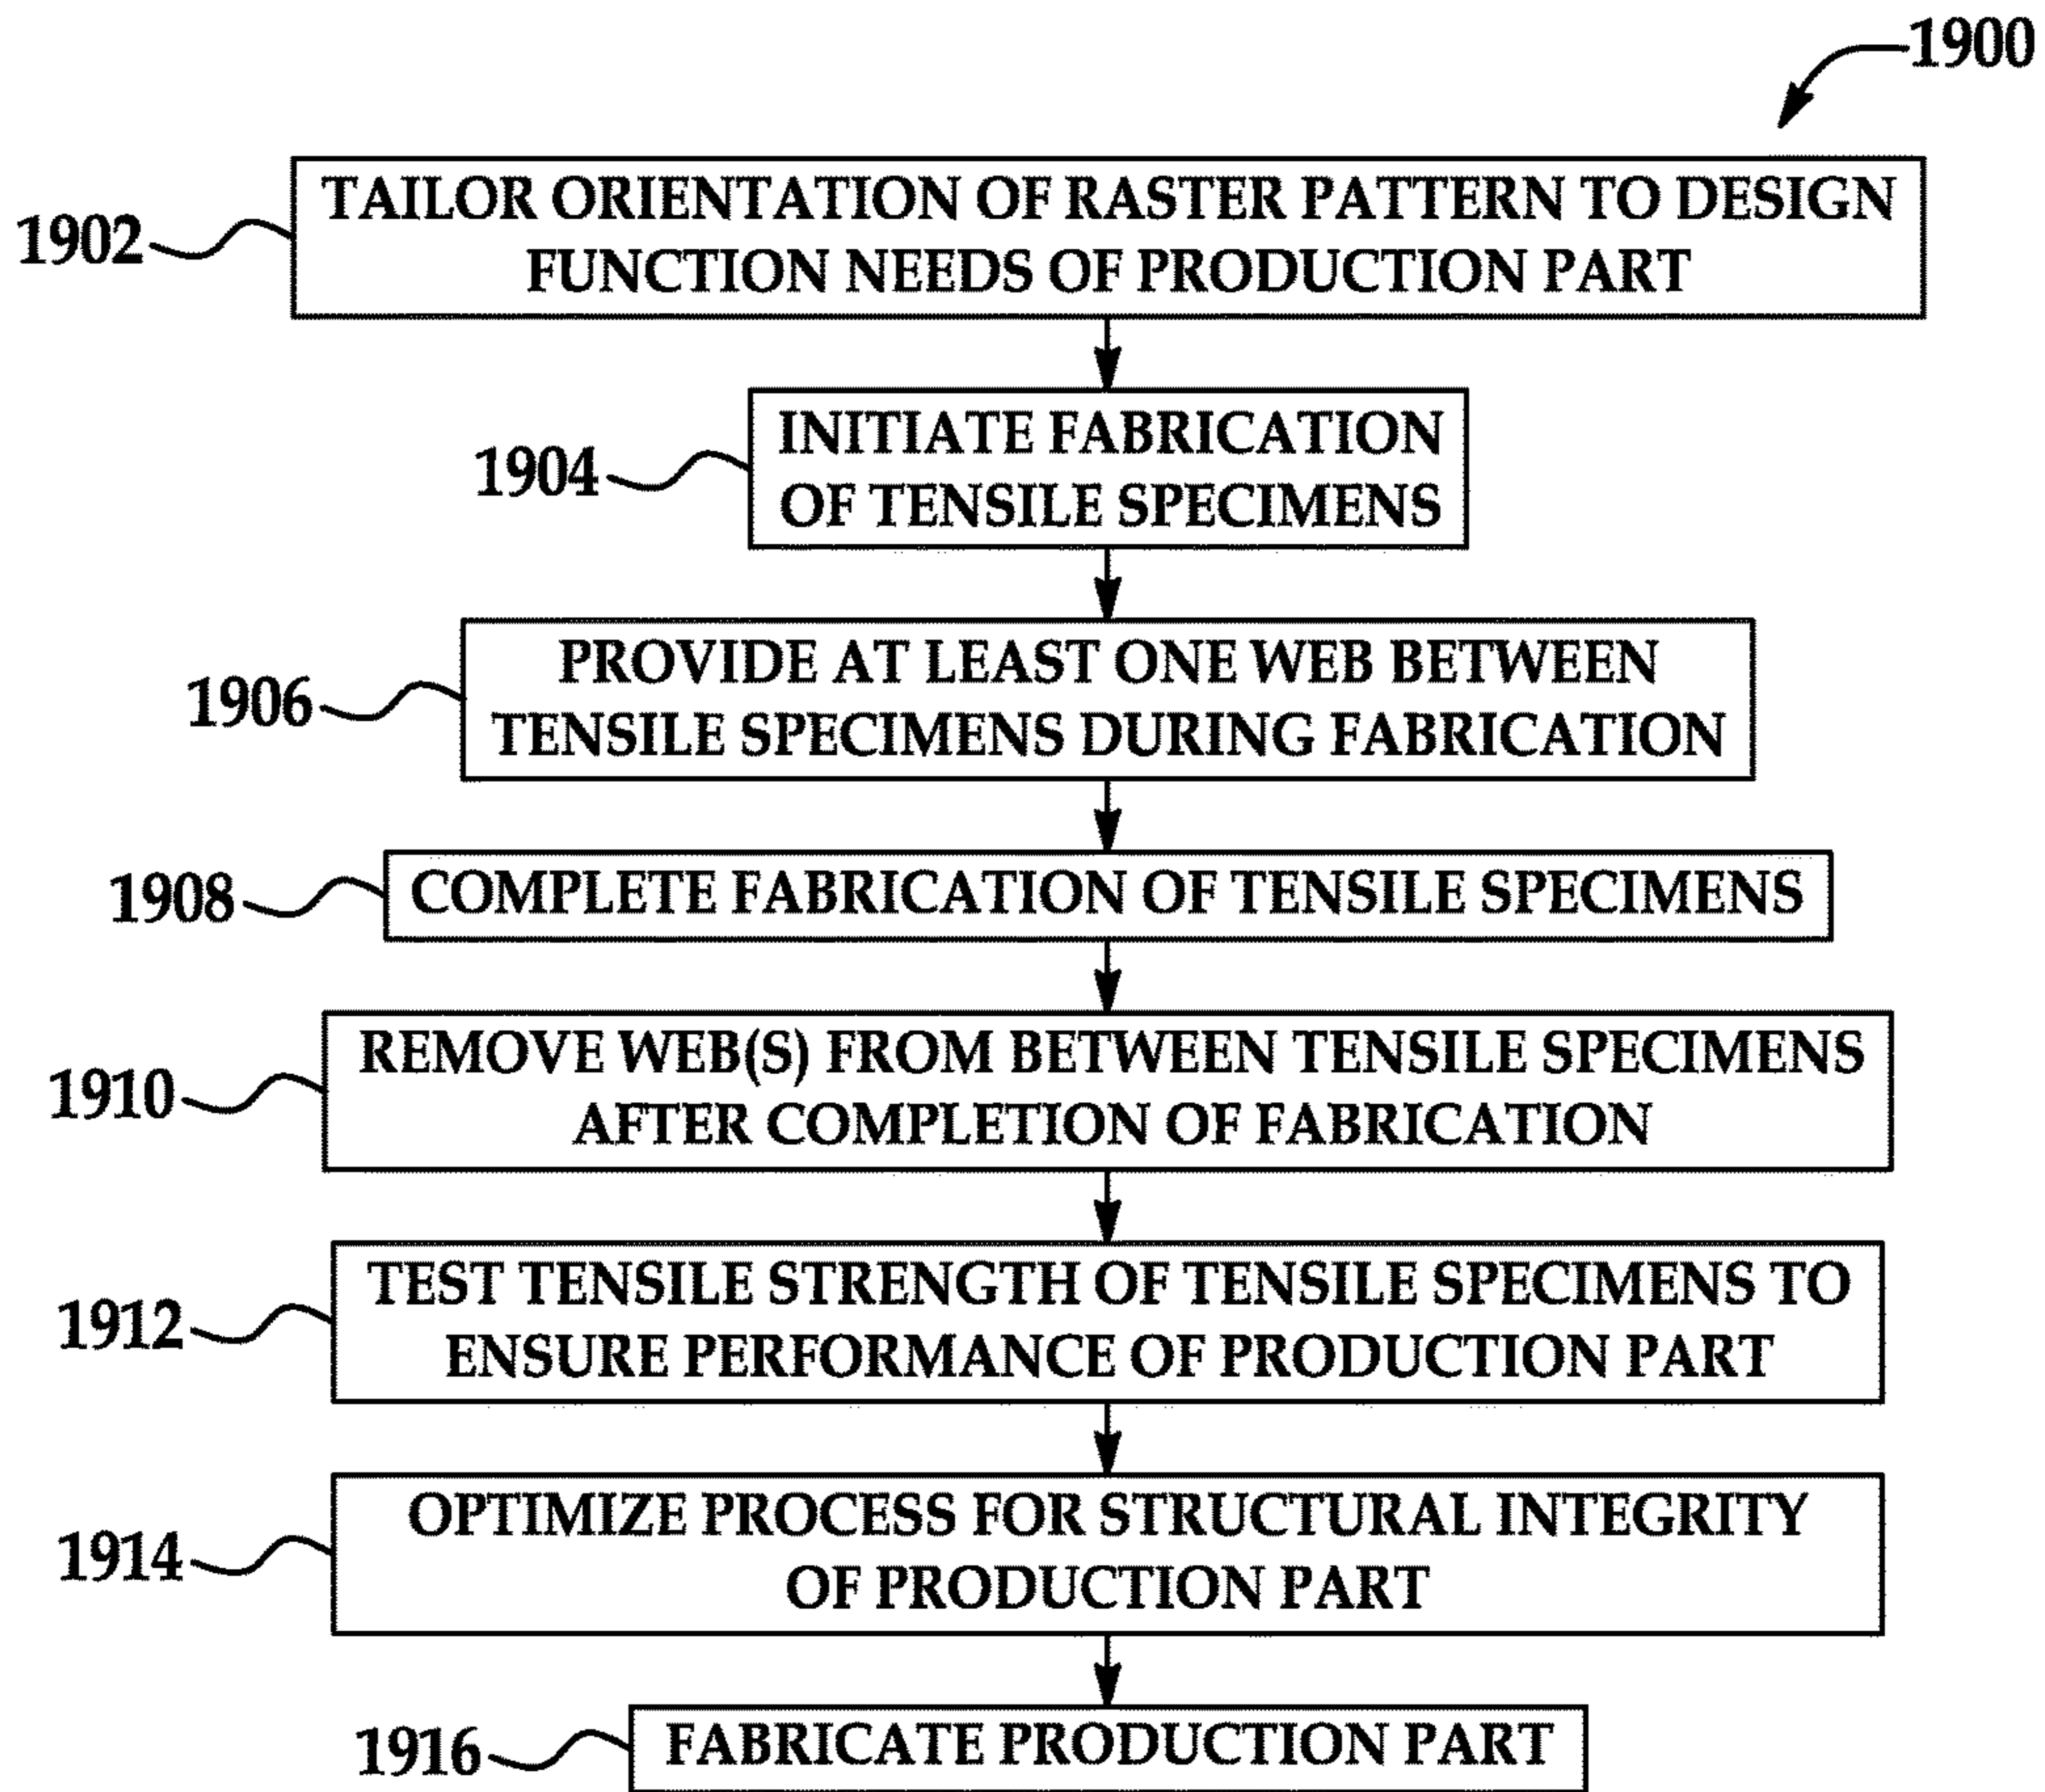 1900
1902
TAILOR ORIENTATION OF RASTER PATTERN TO DESIGN
FUNCTION NEEDS OF PRODUCTION PART
1904
INITIATE FABRICATION
OF TENSILE SPECIMENS
1906
PROVIDE AT LEAST ONE WEB BETWEEN
TENSILE SPECIMENS DURING FABRICATION
1908
COMPLETE FABRICATION OF TENSILE SPECIMENS
1910
REMOVE WEB(S) FROM BETWEEN TENSILE SPECIMENS
AFTER COMPLETION OF FABRICATION
1912
TEST TENSILE STRENGTH OF TENSILE SPECIMENS TO
ENSURE PERFORMANCE OF PRODUCTION PART
1914
OPTIMIZE PROCESS FOR STRUCTURAL INTEGRITY
OF PRODUCTION PART
1916
FABRICATE PRODUCTION PART